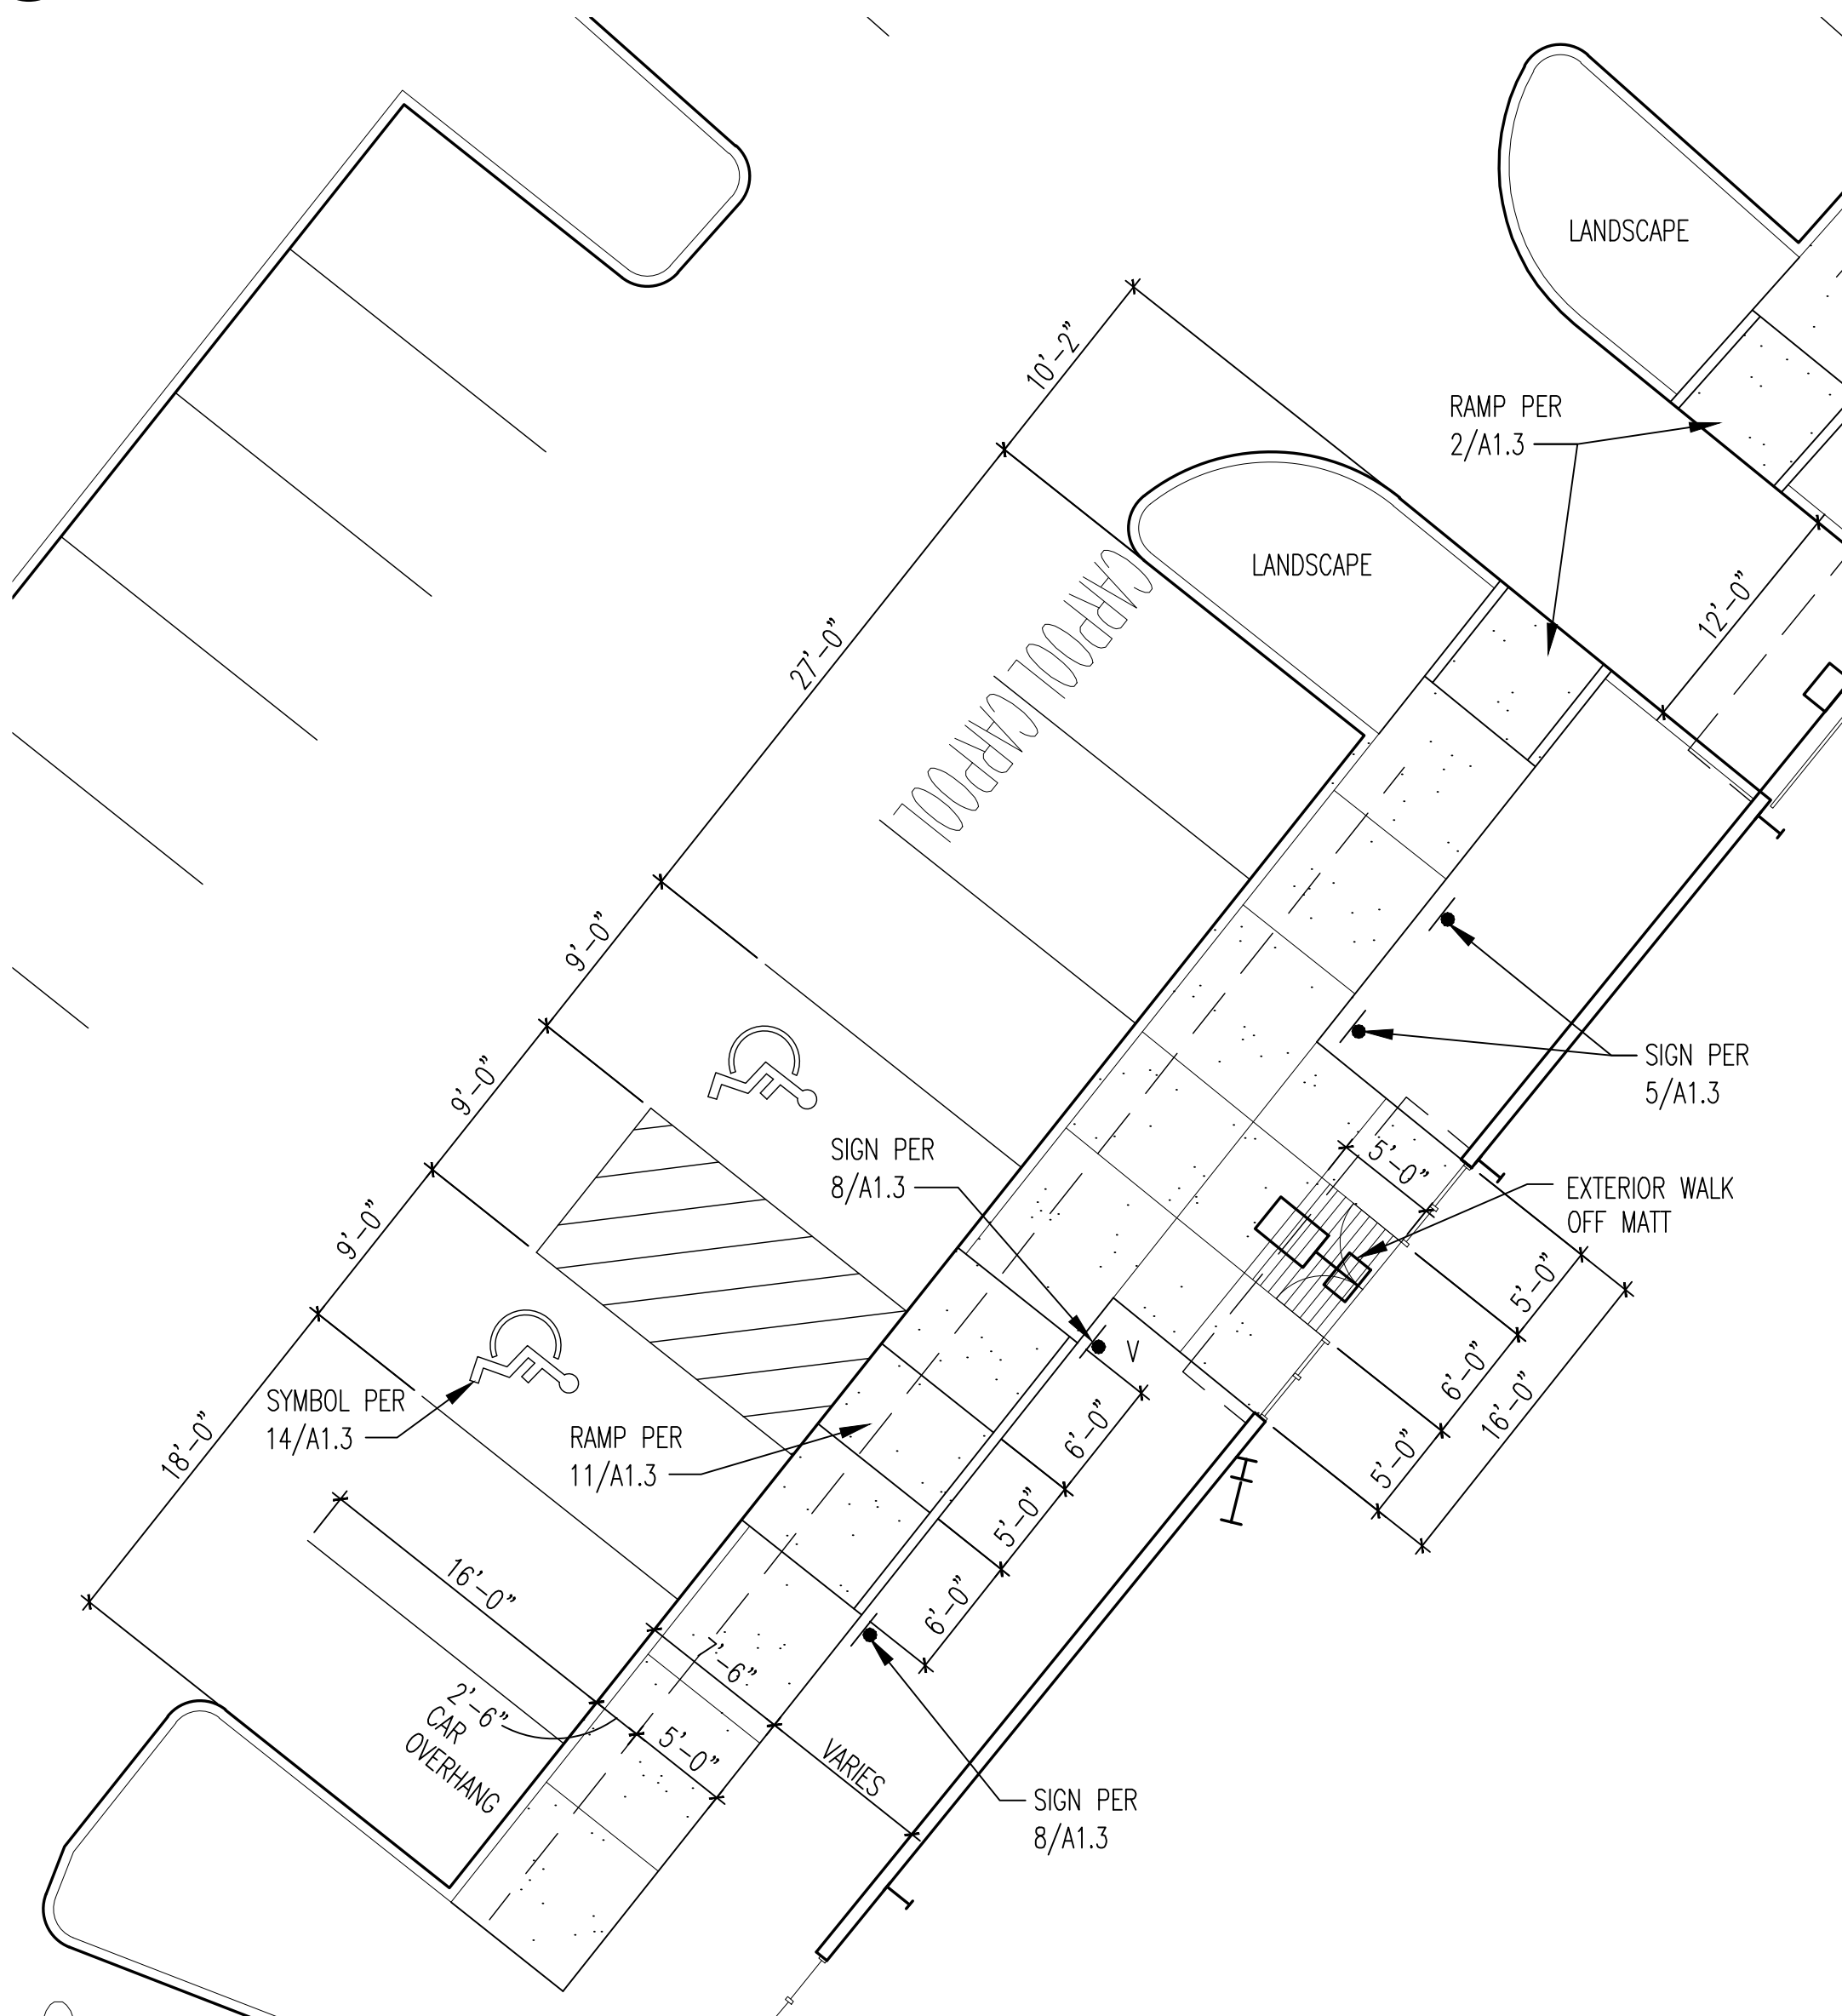 LANDSCAPE
10'-2"
RAMP PER
2/A1.3
LANDSCAPE
CARPOOL
12'-0"
27'-0"
CARPOOL
9'-0"
SIGN PER
5/A1.3
9'-0"
SIGN PER
8/A1.3
5'-0"
EXTERIOR WALK
OFF MATT
9'-0"
5'-0"
V
6'-0"
16'-0"
SYMBOL PER
14/A1.3
RAMP PER
11/A1.3
18'-0"
6'-0"
5'-0"
5'-0"
16'-0"
6'-0"
7'-6"
2'-6"
CAR
OVERHANG
5'-0"
VARIES
SIGN PER
8/A1.3